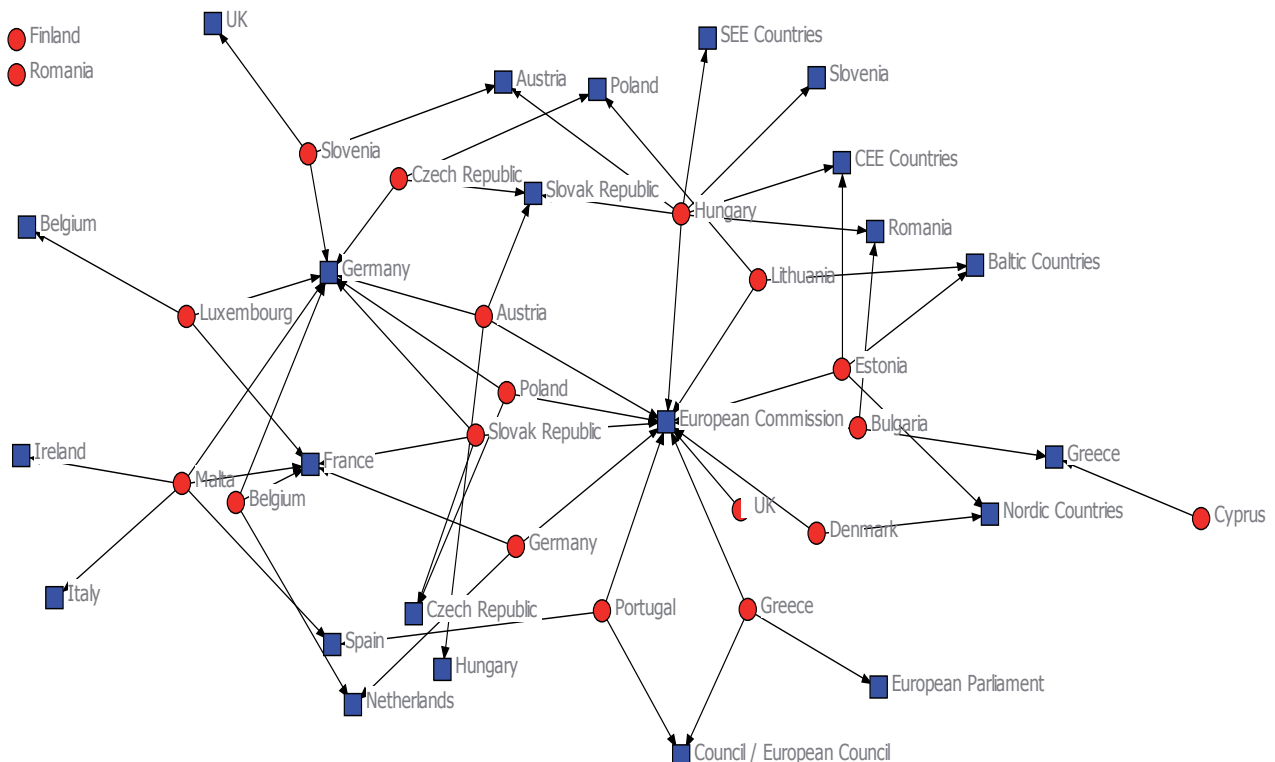 UK
SEE Countries
Finland
Romania
Slovenia
Austria
Poland
Slovenia
CEE Countries
Czech Republic
Slovak Republic
Hungary
Belgium
Romania
Germany
Lithuania
Baltic Countries
Luxembourg
Austria
Estonia
Poland
European Commission
Bulgaria
Slovak Republic
Ireland
France
Greece
Malta
Belgium
UK
Nordic Countries
Cyprus
Denmark
Germany
Italy
Czech Republic
Portugal
Greece
Spain
Hungary
European Parliament
Netherlands
Council / European Council